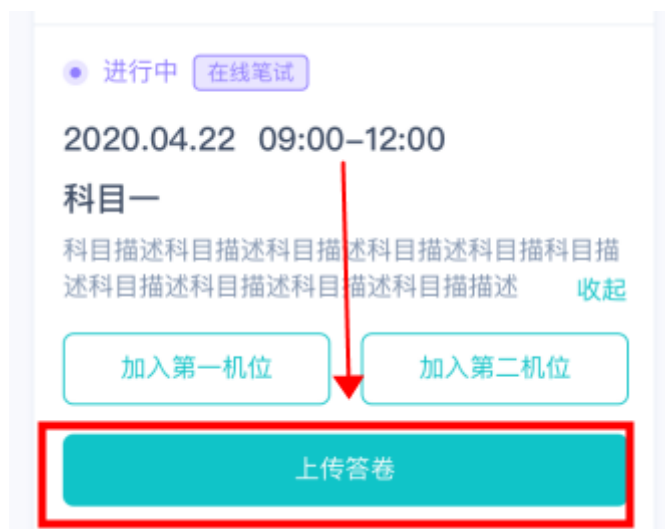 进行中 在线笔试
2020.04.22 09:00-12:00
科目一
科目描述科目描述科目描述科目描述科目描科目描
述科目描述科目描述科目描述科目描描述 收起
加入第一机位 加入第二机位
上传答卷